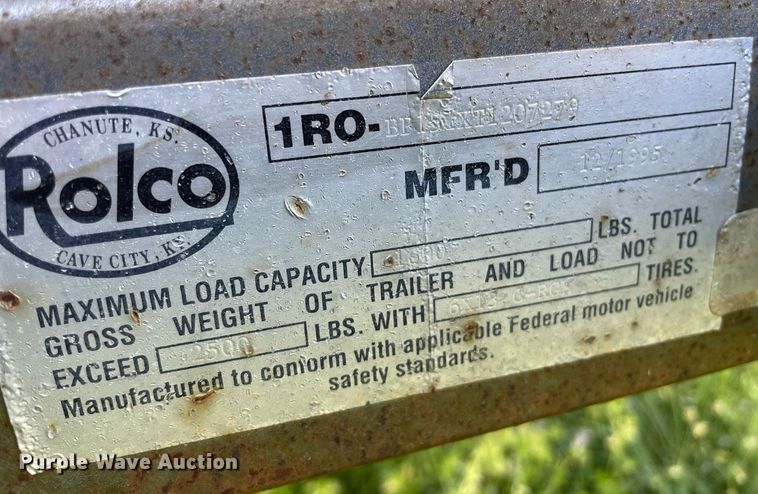 CHANUTE, KS.
Rolco
CAVE CITY, KS.
1RO-
MFR'D 12/1995
MAXIMUM LOAD CAPACITY LBS. TOTAL
GROSS WEIGHT OF TRAILER AND LOAD NOT TO
EXCEED 2500 LBS. WITH TIRES.
Manufactured to conform with applicable Federal motor vehicle
safety standards.
Purple Wave Auction